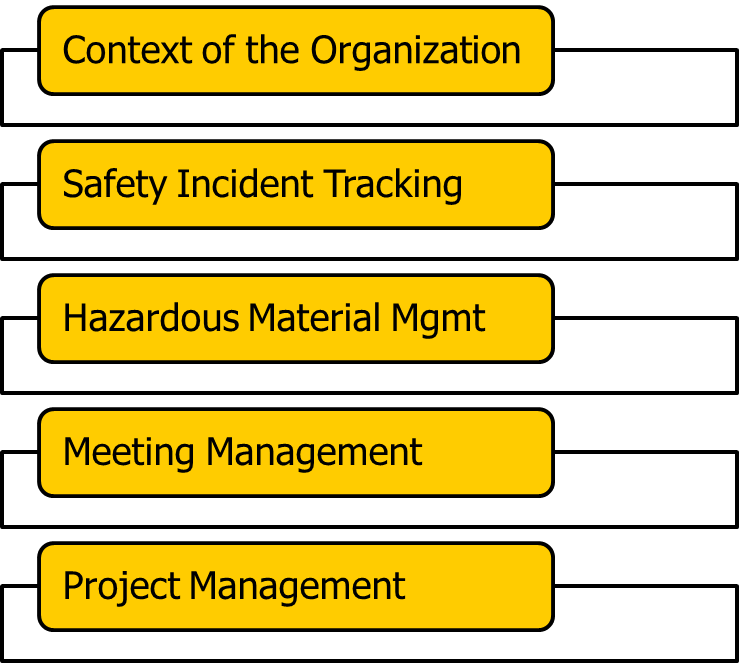 Context of the Organization
Safety Incident Tracking
Hazardous Material Mgmt
Meeting Management
Project Management